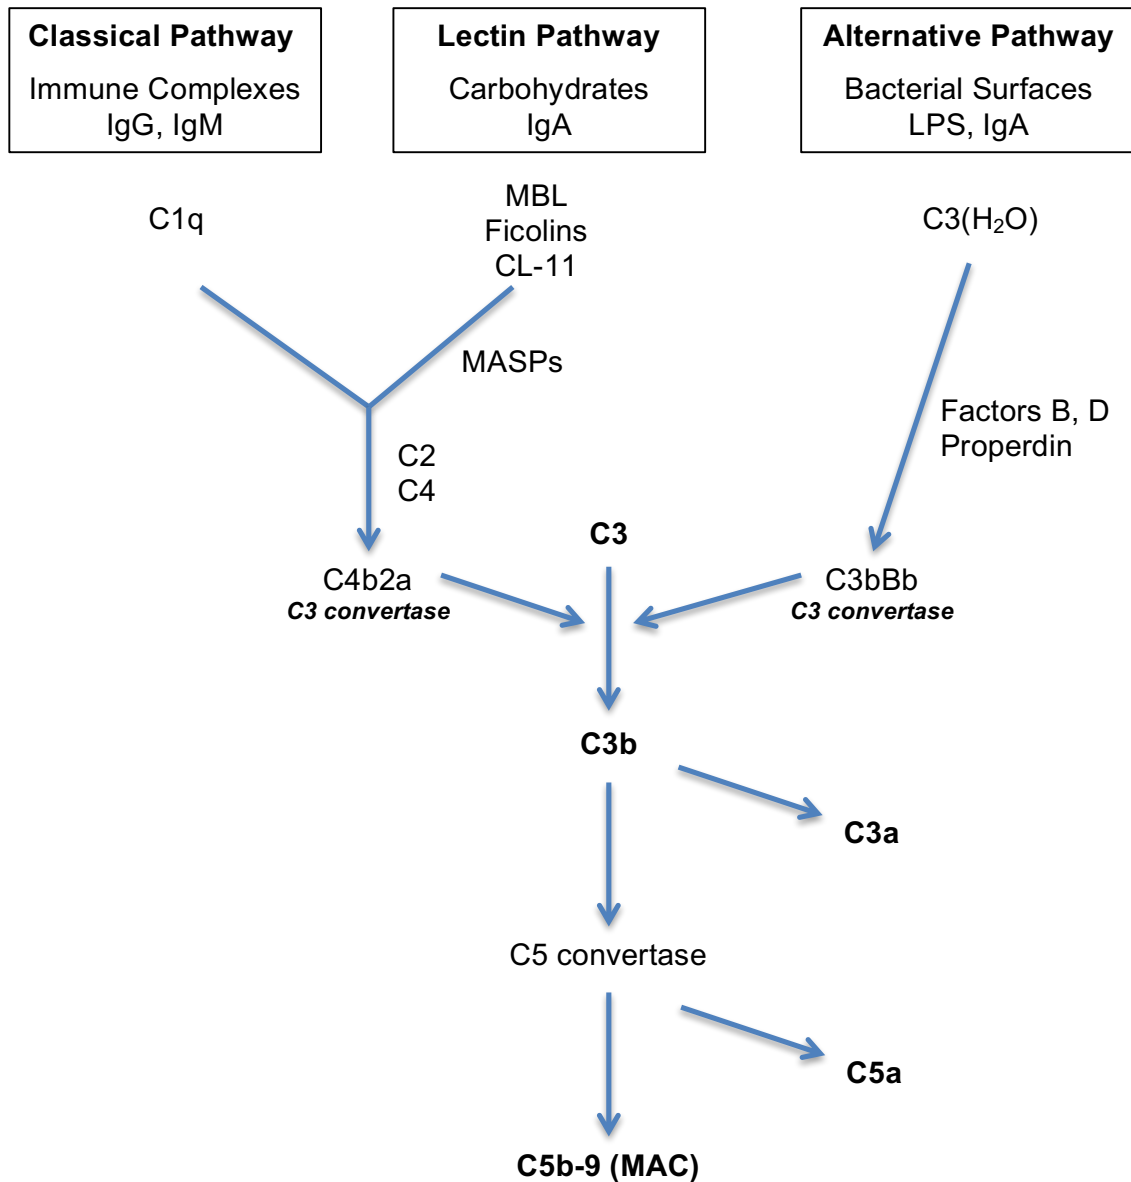 Classical Pathway
Immune Complexes
IgG, IgM
Lectin Pathway
Carbohydrates
IgA
Alternative Pathway
Bacterial Surfaces
LPS, IgA
C1q
MBL
Ficolins
CL-11
C3(H₂O)
MASPs
Factors B, D
Properdin
C2
C4
C3
C4b2a
C3 convertase
C3bBb
C3 convertase
C3b
C3a
C5 convertase
C5a
C5b-9 (MAC)